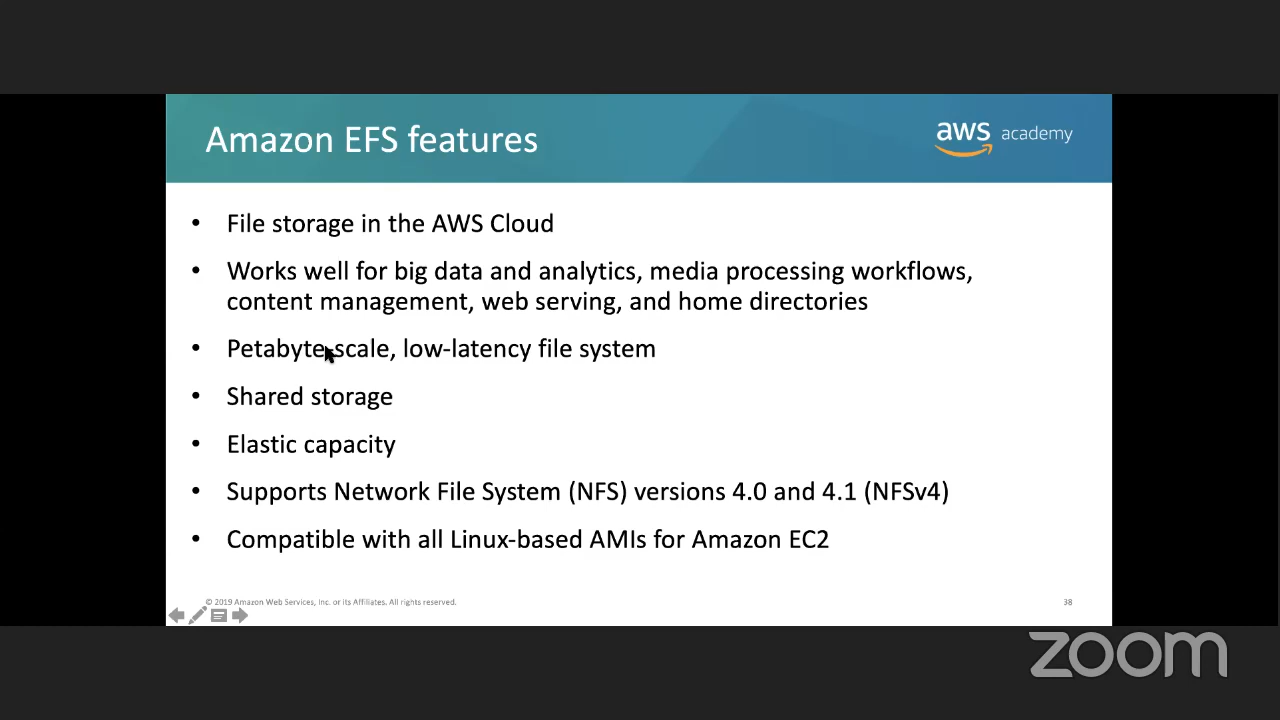 Amazon EFS features
aws academy
• File storage in the AWS Cloud
• Works well for big data and analytics, media processing workflows,
content management, web serving, and home directories
• Petabyte-scale, low-latency file system
• Shared storage
• Elastic capacity
• Supports Network File System (NFS) versions 4.0 and 4.1 (NFSv4)
• Compatible with all Linux-based AMIs for Amazon EC2
© 2019 Amazon Web Services, Inc. or its Affiliates. All rights reserved.
38
zoom